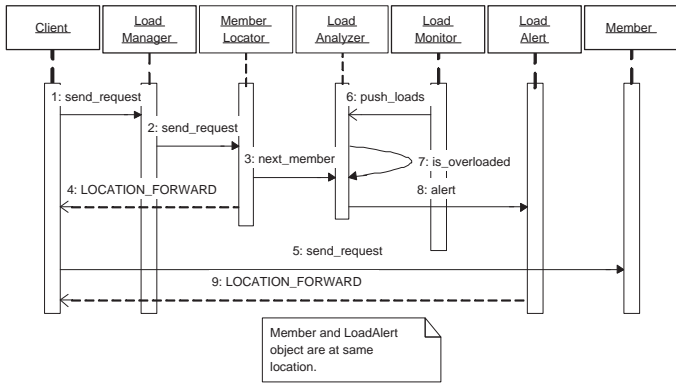 Client
Load
Manager
Member
Locator
Load
Analyzer
Load
Monitor
Load
Alert
Member
1: send_request
6: push_loads
2: send_request
3: next_member
7: is_overloaded
4: LOCATION_FORWARD
8: alert
5: send_request
9: LOCATION_FORWARD
Member and LoadAlert
object are at same
location.